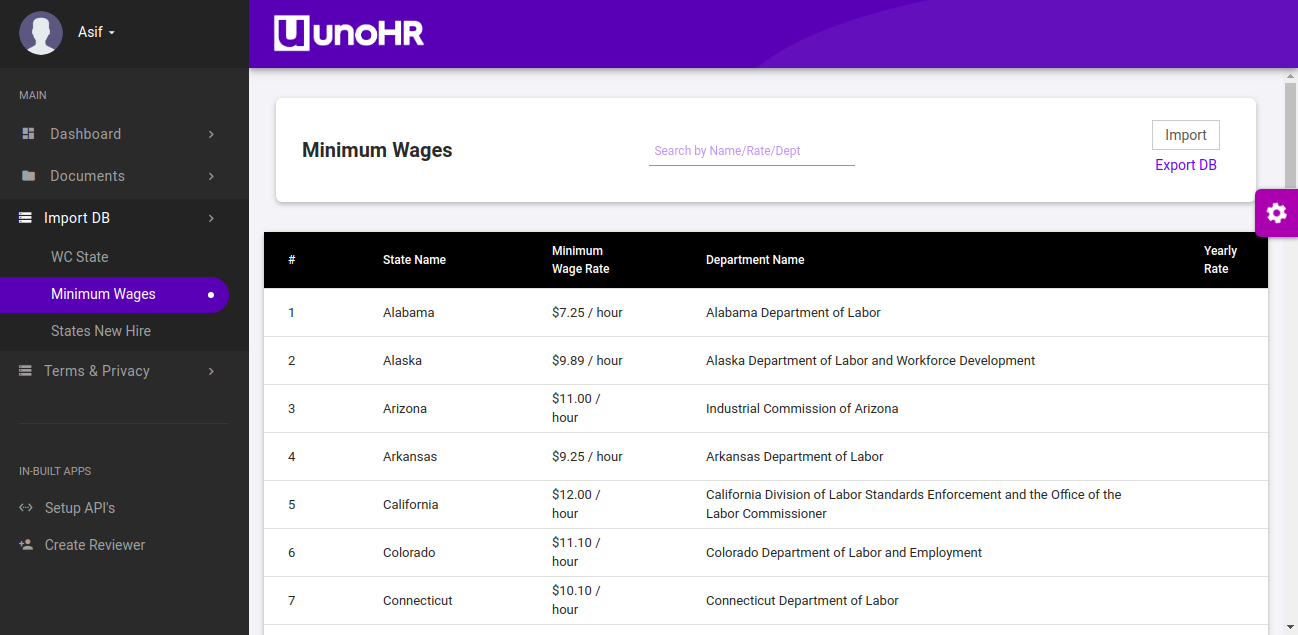 Asif
UunoHR
MAIN
Dashboard
Documents
Import DB
WC State
Minimum Wages
States New Hire
Terms & Privacy
IN-BUILT APPS
Setup API's
Create Reviewer
Minimum Wages
Search by Name/Rate/Dept
Import
Export DB
# State Name Minimum Wage Rate Department Name Yearly Rate
1 Alabama $7.25 / hour Alabama Department of Labor
2 Alaska $9.89 / hour Alaska Department of Labor and Workforce Development
3 Arizona $11.00 / hour Industrial Commission of Arizona
4 Arkansas $9.25 / hour Arkansas Department of Labor
5 California $12.00 / hour California Division of Labor Standards Enforcement and the Office of the Labor Commissioner
6 Colorado $11.10 / hour Colorado Department of Labor and Employment
7 Connecticut $10.10 / hour Connecticut Department of Labor